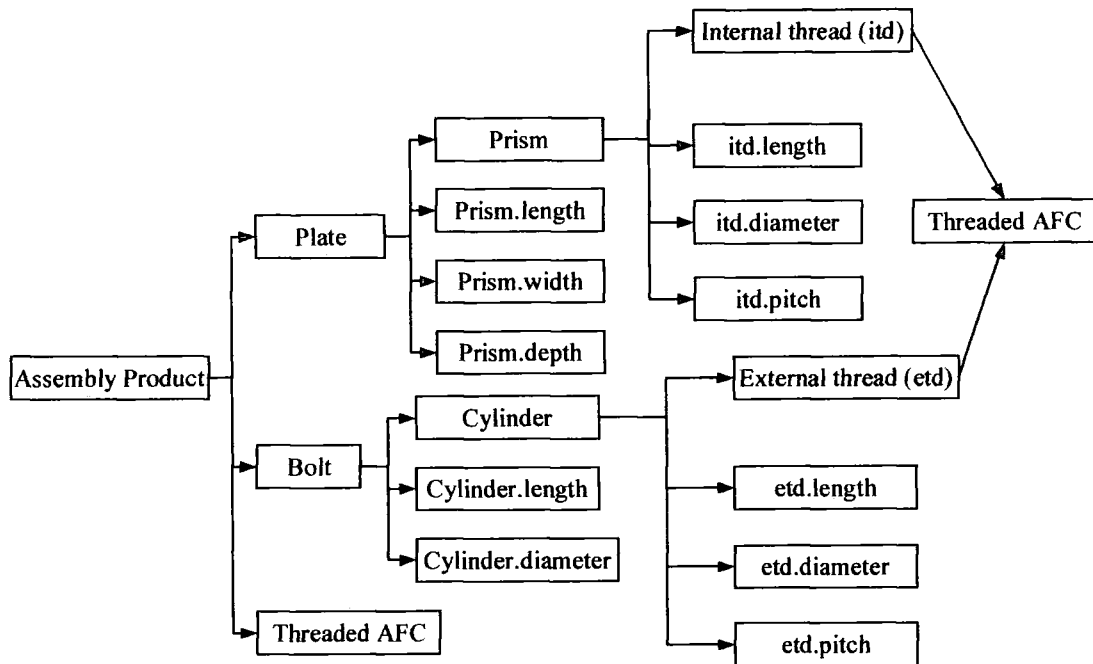 Internal thread (itd)
Prism
itd.length
Prism.length
itd.diameter
Threaded AFC
Plate
Prism.width
itd.pitch
Prism.depth
External thread (etd)
Assembly Product
Cylinder
Bolt
Cylinder.length
etd.length
Cylinder.diameter
etd.diameter
Threaded AFC
etd.pitch